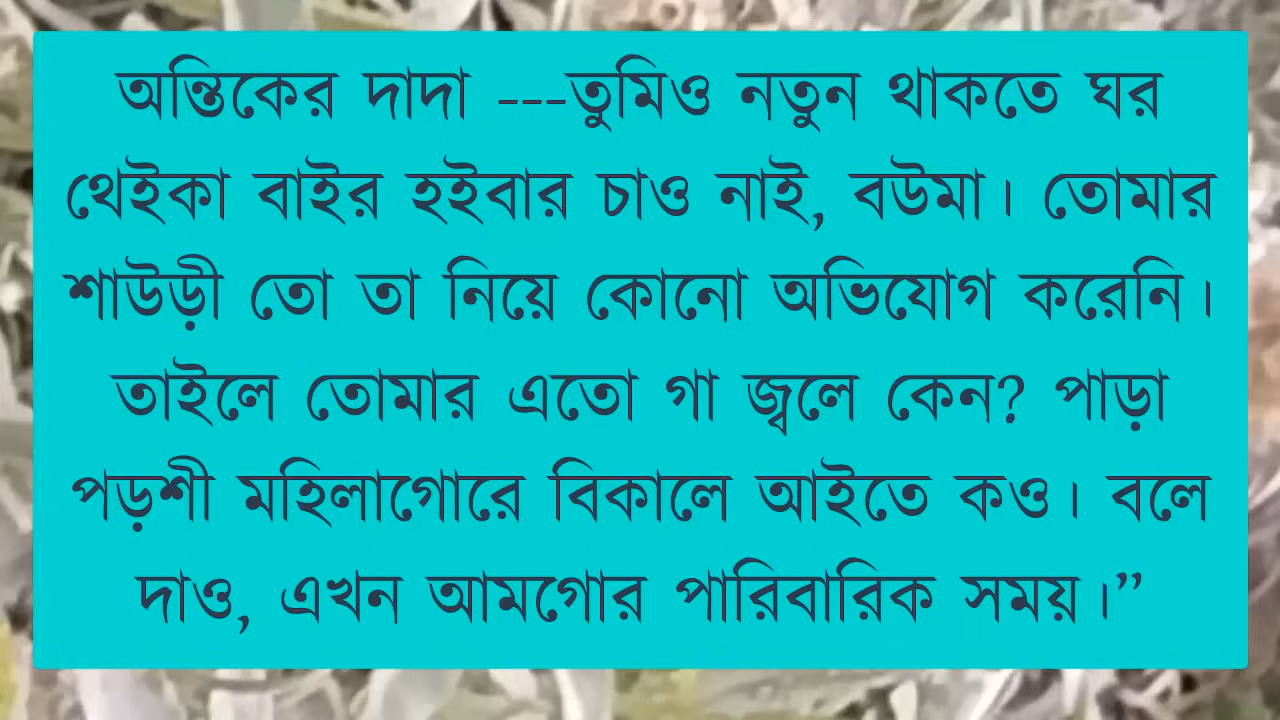 অন্তিকের দাদা ---তুমিও নতুন থাকতে ঘর
থেইকা বাইর হইবার চাও নাই, বউমা। তোমার
শাউড়ী তো তা নিয়ে কোনো অভিযোগ করেনি।
তাইলে তোমার এতো গা জ্বলে কেন? পাড়া
পড়শী মহিলাগোরে বিকালে আইতে কও। বলে
দাও, এখন আমগোর পারিবারিক সময়।”